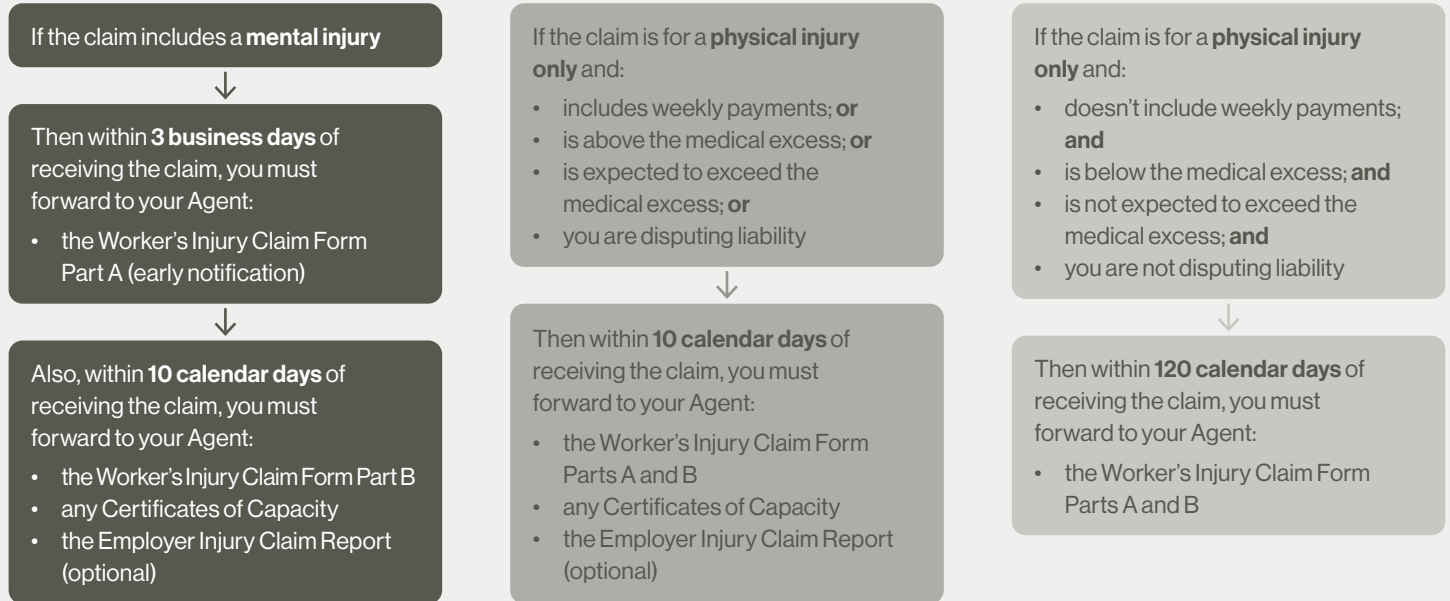 If the claim includes a mental injury
Then within 3 business days of
receiving the claim, you must
forward to your Agent:
• the Worker's Injury Claim Form
Part A (early notification)
Also, within 10 calendar days of
receiving the claim, you must
forward to your Agent:
• the Worker's Injury Claim Form Part B
• any Certificates of Capacity
• the Employer Injury Claim Report
(optional)
If the claim is for a physical injury
only and:
• includes weekly payments; or
• is above the medical excess; or
• is expected to exceed the
medical excess; or
• you are disputing liability
Then within 10 calendar days of
receiving the claim, you must
forward to your Agent:
• the Worker's Injury Claim Form
Parts A and B
• any Certificates of Capacity
• the Employer Injury Claim Report
(optional)
If the claim is for a physical injury
only and:
• doesn't include weekly payments;
and
• is below the medical excess; and
• is not expected to exceed the
medical excess; and
• you are not disputing liability
Then within 120 calendar days of
receiving the claim, you must
forward to your Agent:
• the Worker's Injury Claim Form
Parts A and B